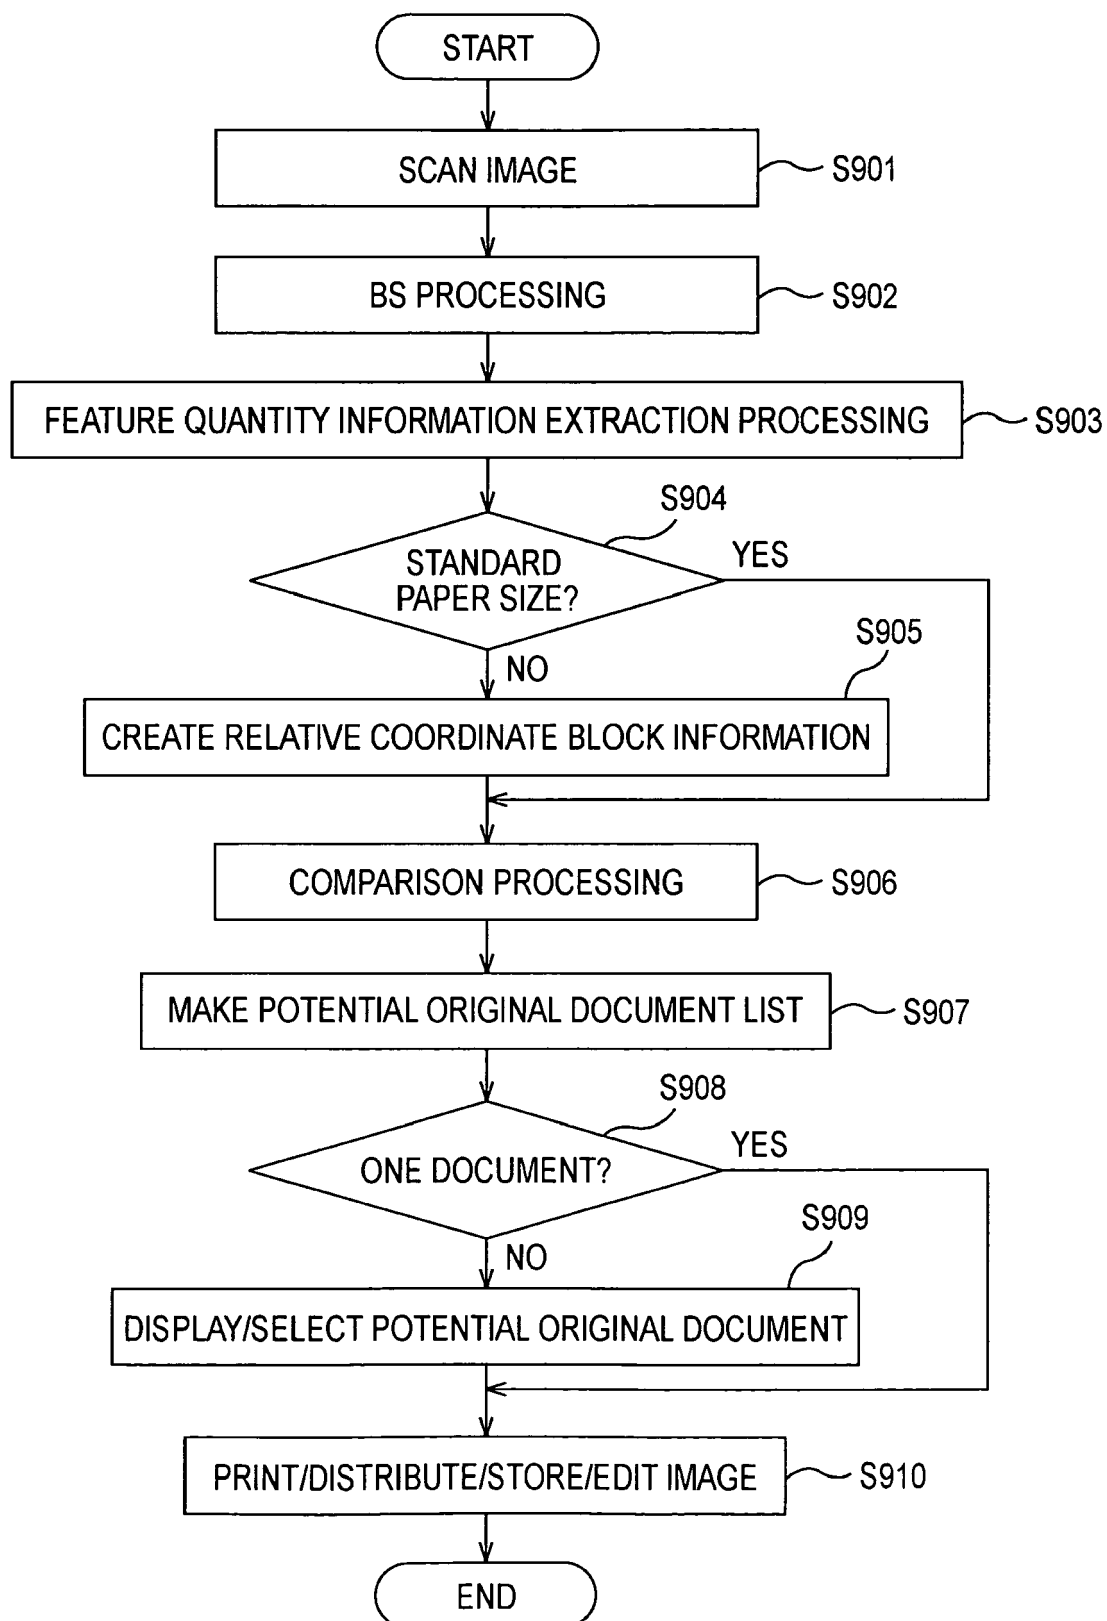 START
SCAN IMAGE
S901
BS PROCESSING
S902
FEATURE QUANTITY INFORMATION EXTRACTION PROCESSING
S903
S904
STANDARD
PAPER SIZE?
YES
NO
S905
CREATE RELATIVE COORDINATE BLOCK INFORMATION
COMPARISON PROCESSING
S906
MAKE POTENTIAL ORIGINAL DOCUMENT LIST
S907
S908
ONE DOCUMENT?
YES
NO
S909
DISPLAY/SELECT POTENTIAL ORIGINAL DOCUMENT
PRINT/DISTRIBUTE/STORE/EDIT IMAGE
S910
END